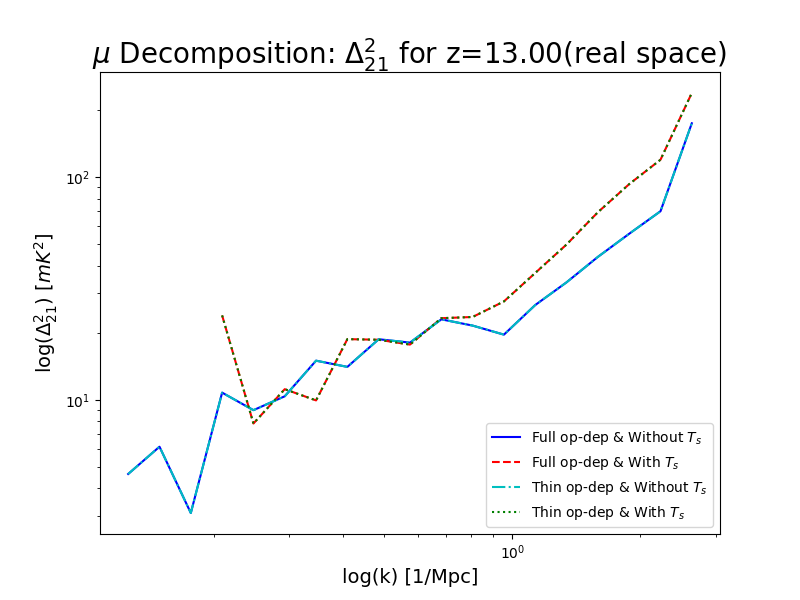 μ Decomposition: Δ²₂₁ for z=13.00(real space)
log(Δ²₂₁) [mK²]
10²
10¹
Full op-dep & Without Tₛ
Full op-dep & With Tₛ
Thin op-dep & Without Tₛ
Thin op-dep & With Tₛ
10⁰
log(k) [1/Mpc]